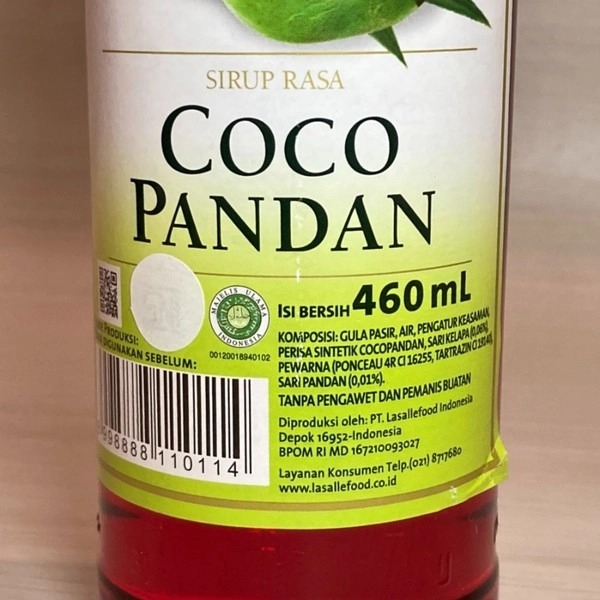 SIRUP RASA
COCO
PANDAN
ISI BERSIH 460 mL
MAJELIS ULAMA
INDONESIA
00120018940102
PRODUKSI:
DIGUNAKAN SEBELUM:
KOMPOSISI: GULA PASIR, AIR, PENGATUR KEASAMAN,
PERISA SINTETIK COCOPANDAN, SARI KELAPA (0,06%),
PEWARNA (PONCEAU 4R CI 16255, TARTRAZIN CI 19140),
SARI PANDAN (0,01%).
TANPA PENGAWET DAN PEMANIS BUATAN
Diproduksi oleh: PT. Lasallefood Indonesia
Depok 16952-Indonesia
BPOM RI MD 167210093027
Layanan Konsumen Telp.(021) 8717680
www.lasallefood.co.id
998888 110114